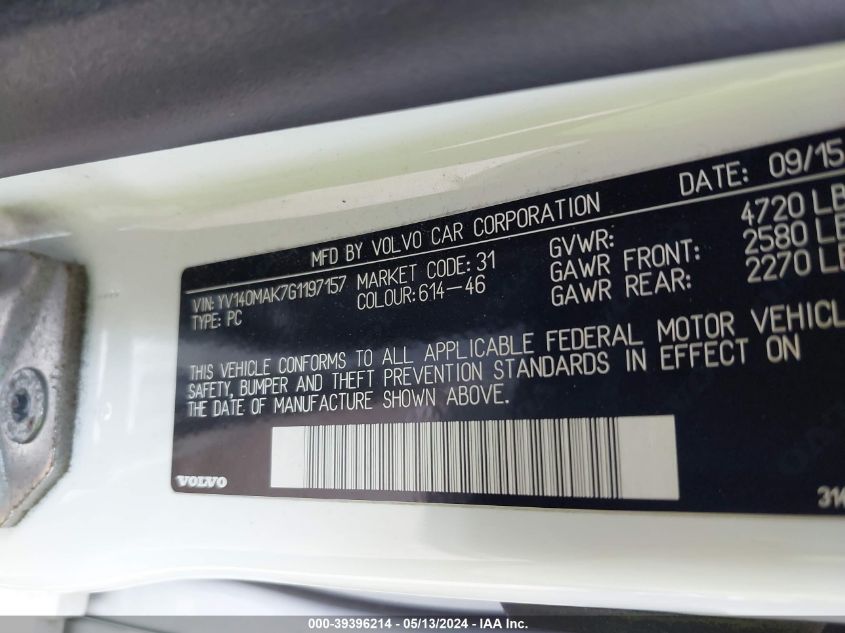 MFD BY VOLVO CAR CORPORATION DATE: 09/15
VIN: YV140MAK7G1197157 MARKET CODE: 31 GVWR: 4720 LB
TYPE: PC COLOUR: 614-46 GAWR FRONT: 2580 LB
GAWR REAR: 2270 LB
THIS VEHICLE CONFORMS TO ALL APPLICABLE FEDERAL MOTOR VEHICL
SAFETY, BUMPER AND THEFT PREVENTION STANDARDS IN EFFECT ON
THE DATE OF MANUFACTURE SHOWN ABOVE.
VOLVO
000-39396214 - 05/13/2024 - IAA Inc.